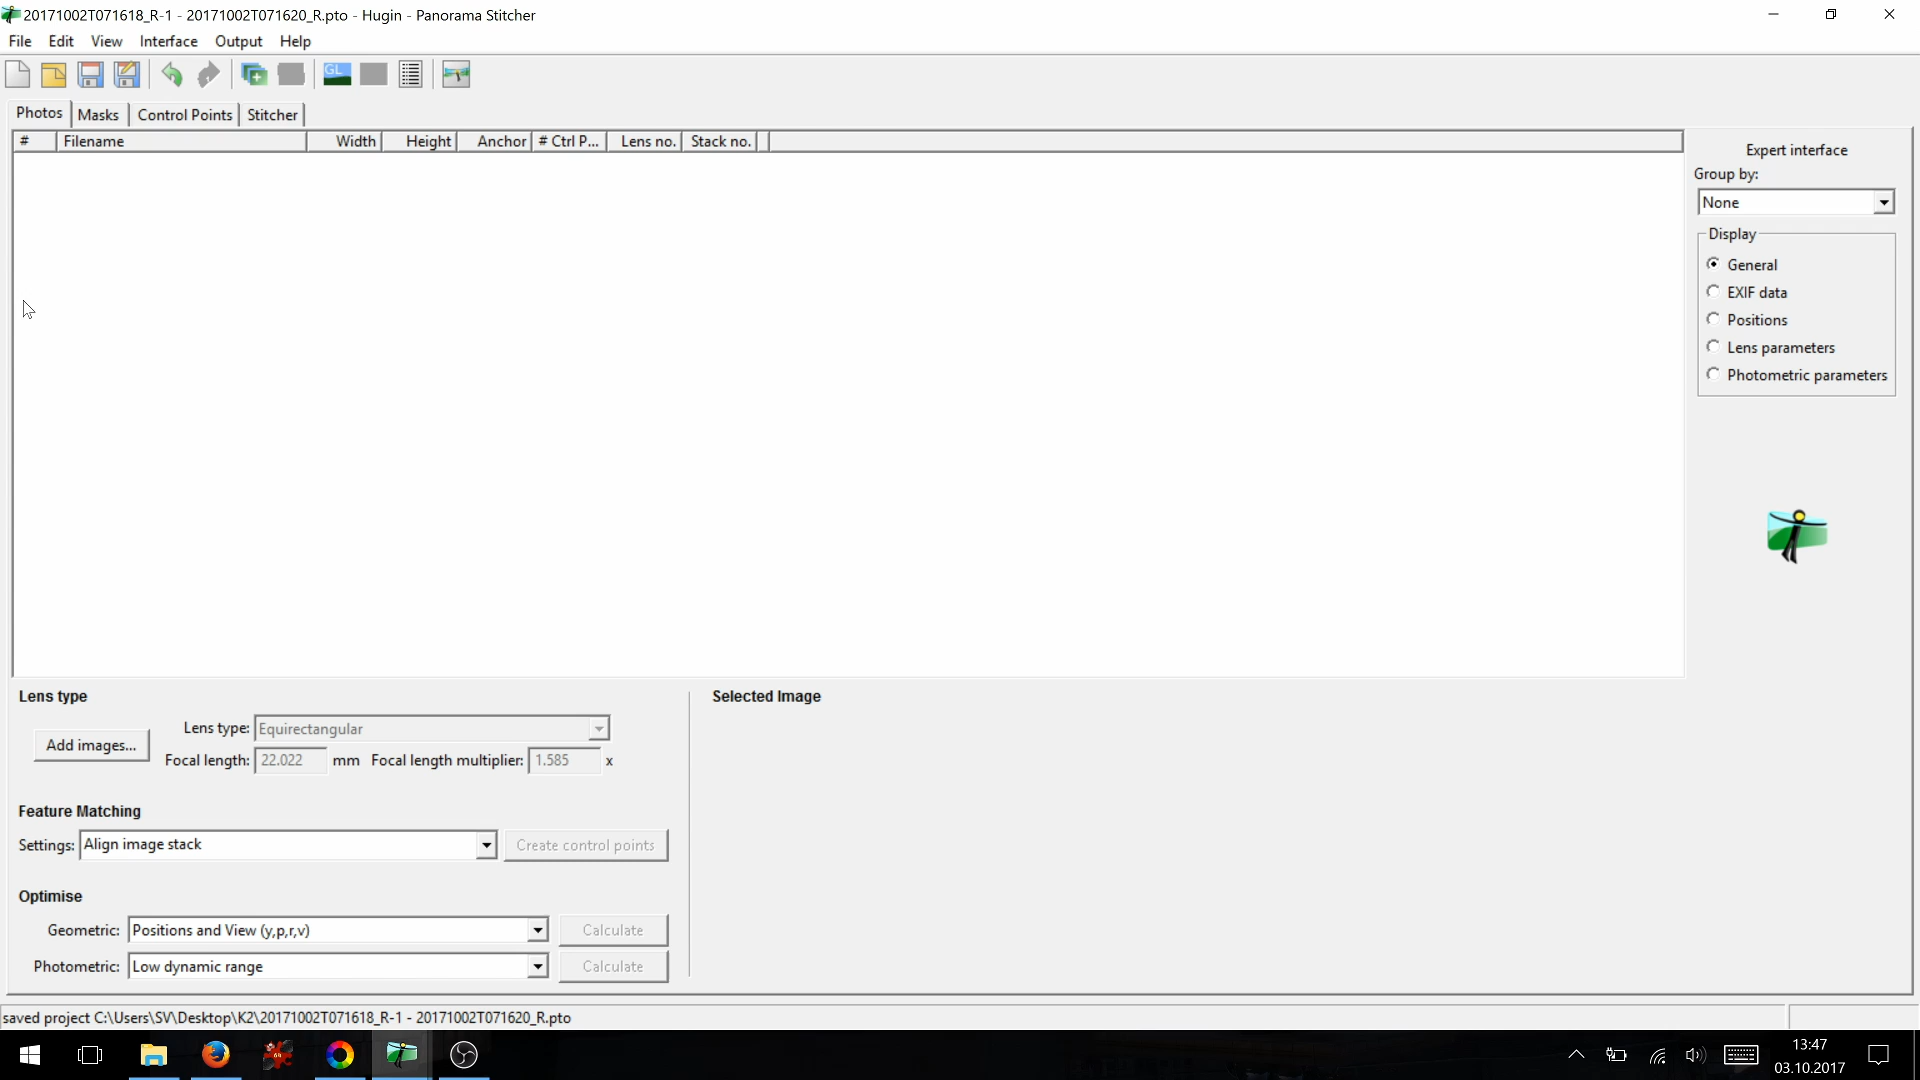 20171002T071618_R-1 - 20171002T071620_R.pto - Hugin - Panorama Stitcher
File Edit View Interface Output Help
GL
Photos Masks Control Points Stitcher
# Filename Width Height Anchor # Ctrl P... Lens no. Stack no.
Expert interface
Group by:
None
Display
General
EXIF data
Positions
Lens parameters
Photometric parameters
Lens type
Selected Image
Add images...
Lens type: Equirectangular
Focal length: 22.022 mm Focal length multiplier: 1.585 x
Feature Matching
Settings: Align image stack Create control points
Optimise
Geometric: Positions and View (y,p,r,v) Calculate
Photometric: Low dynamic range Calculate
saved project C:\Users\SV\Desktop\K2\20171002T071618_R-1 - 20171002T071620_R.pto
64
13:47
03.10.2017